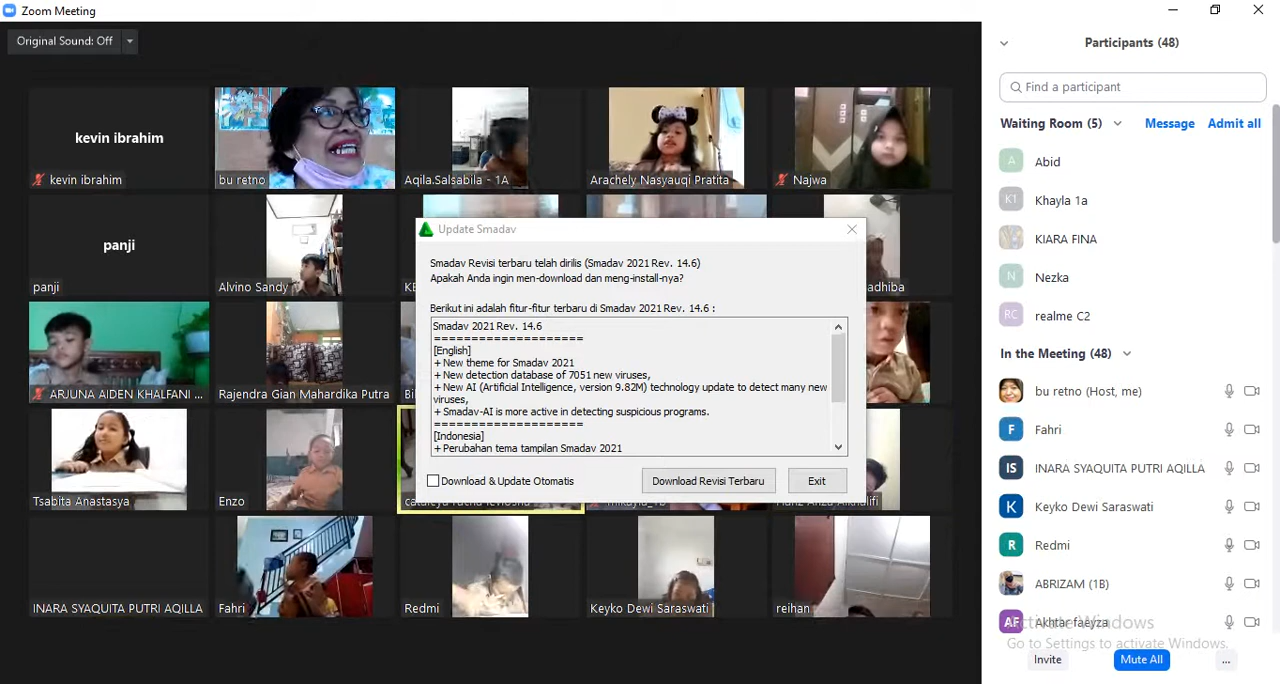 Zoom Meeting
Original Sound: Off
kevin ibrahim
kevin ibrahim
bu retno
Aqila.Salsabila - 1A
Arachely Nasyauqi Pratita
Najwa
panji
panji
Alvino Sandy
ARJUNA AIDEN KHALFANI ...
Rajendra Gian Mahardika Putra
Tsabita Anastasya
Enzo
INARA SYAQUITA PUTRI AQILLA
Fahri
Redmi
Keyko Dewi Saraswati
reihan
Update Smadav
Smadav Revisi terbaru telah dirilis (Smadav 2021 Rev. 14.6)
Apakah Anda ingin men-download dan meng-install-nya?
Berikut ini adalah fitur-fitur terbaru di Smadav 2021 Rev. 14.6 :
Smadav 2021 Rev. 14.6
====================
[English]
+ New theme for Smadav 2021
+ New detection database of 7051 new viruses,
+ New AI (Artificial Intelligence, version 9.82M) technology update to detect many new
viruses,
+ Smadav-AI is more active in detecting suspicious programs.
====================
[Indonesia]
+ Perubahan tema tampilan Smadav 2021
Download & Update Otomatis
Download Revisi Terbaru
Exit
Participants (48)
Find a participant
Waiting Room (5)
Message
Admit all
A Abid
K1 Khayla 1a
KIARA FINA
N Nezka
RC realme C2
In the Meeting (48)
bu retno (Host, me)
F Fahri
IS INARA SYAQUITA PUTRI AQILLA
K Keyko Dewi Saraswati
R Redmi
ABRIZAM (1B)
AF Akhtar faeyza
Activate Windows
Go to Settings to activate Windows.
Invite
Mute All
...